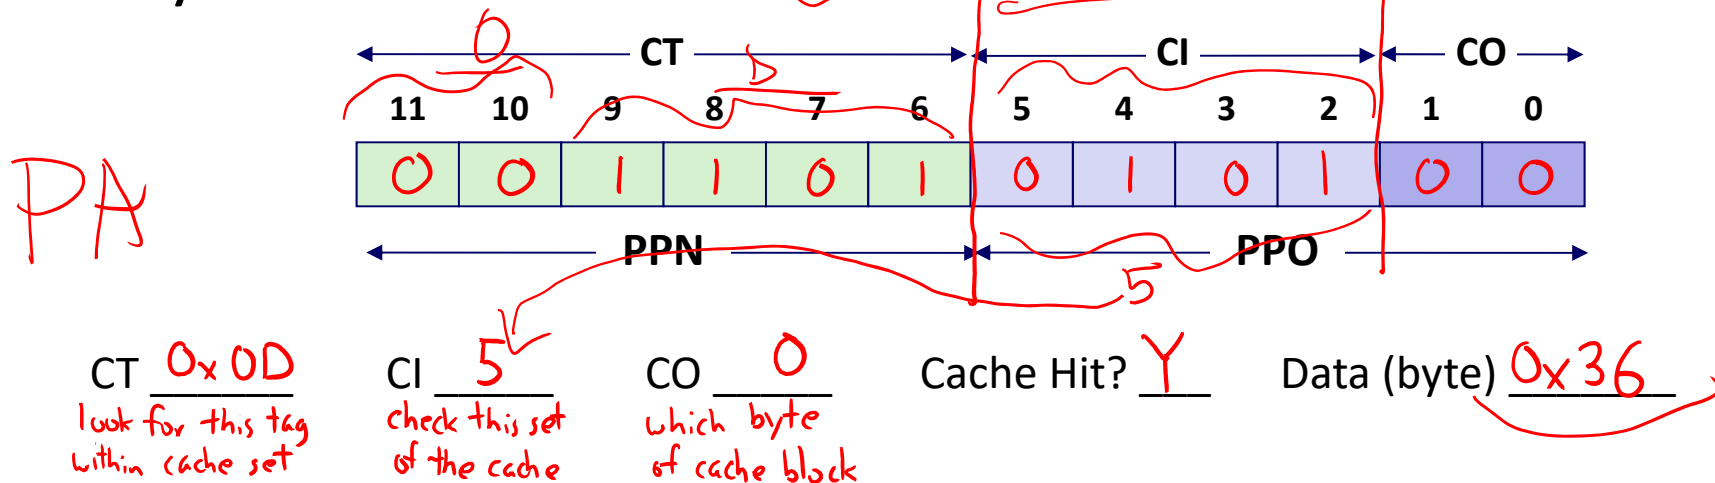 0
CT CI CO
D
11 10 9 8 7 6 5 4 3 2 1 0
PA 0 0 1 1 0 1 0 1 0 1 0 0
PPN PPO
5
CT 0x0D CI 5 CO 0 Cache Hit? Y Data (byte) 0x36
look for this tag check this set which byte
within cache set of the cache of cache block